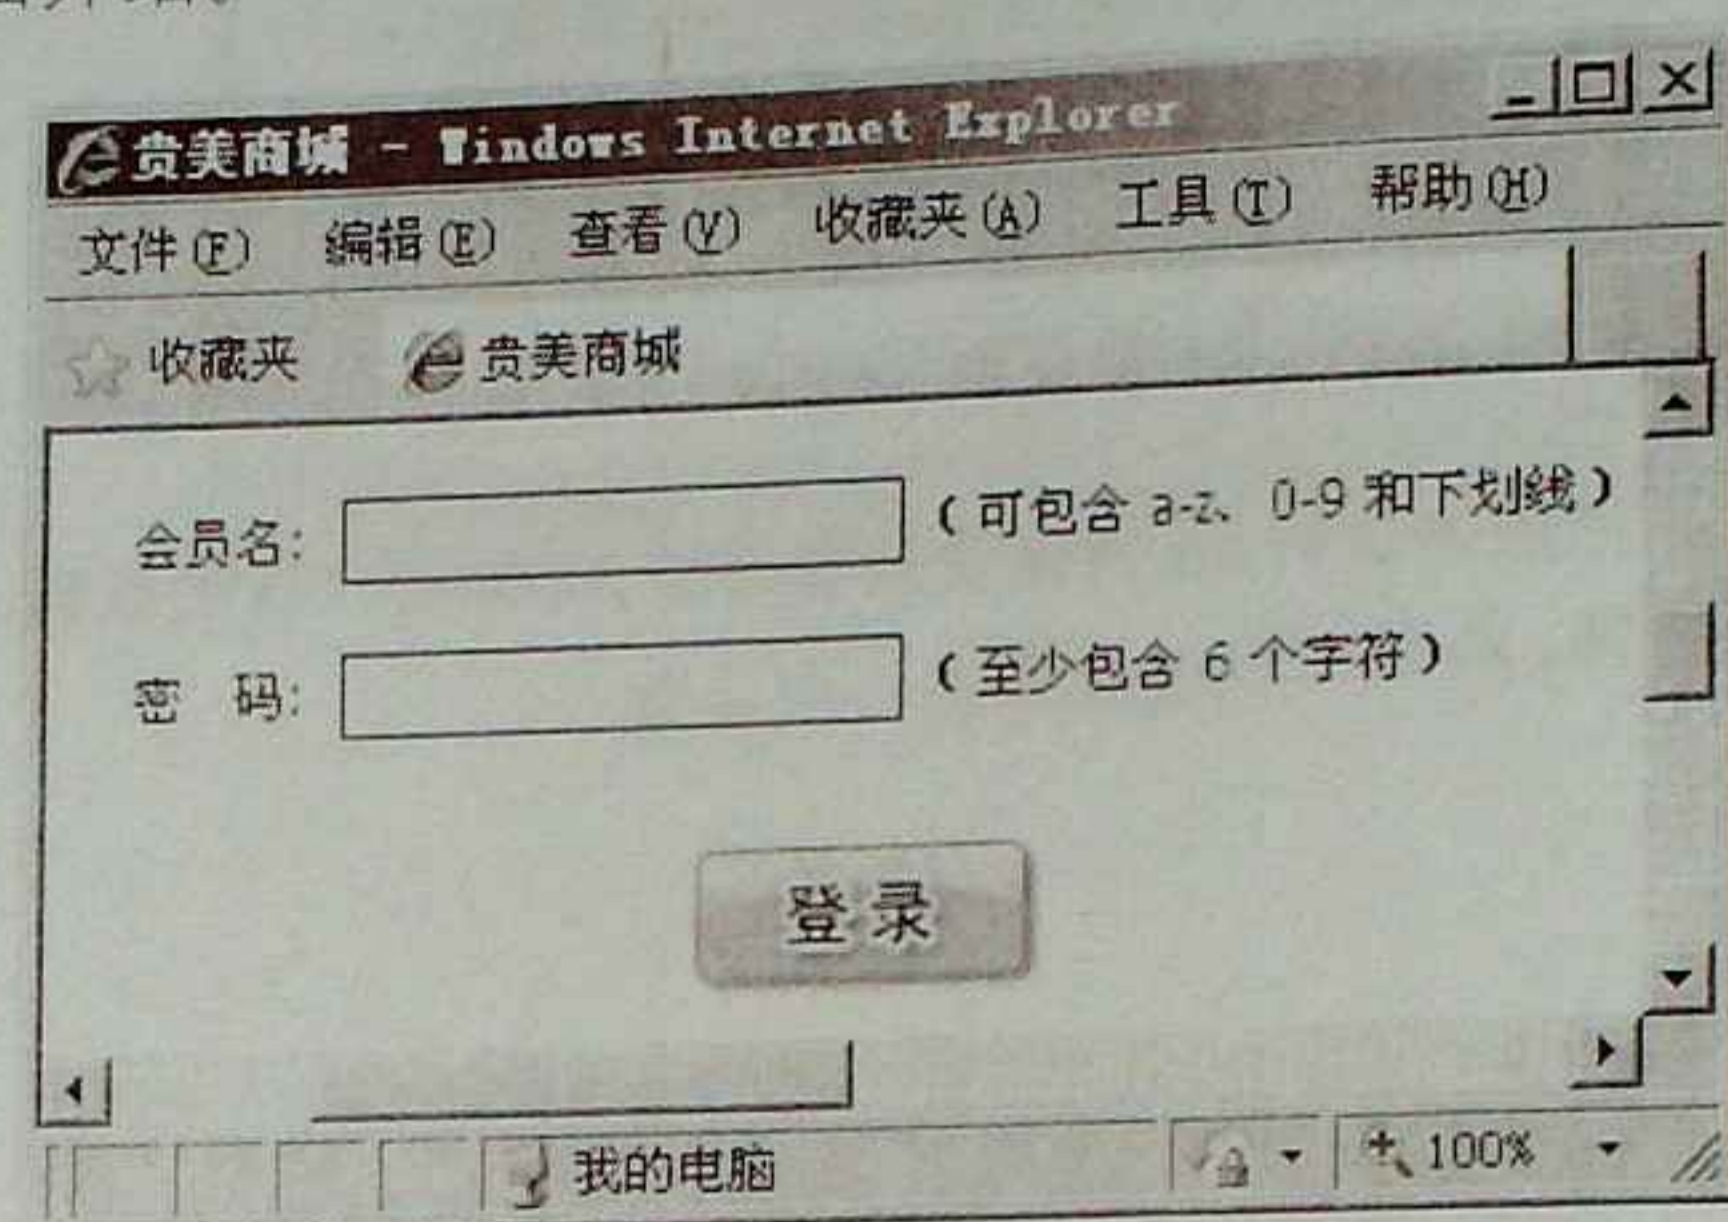 贵美商城 - Windows Internet Explorer
文件(F) 编辑(E) 查看(V) 收藏夹(A) 工具(T) 帮助(H)
收藏夹 贵美商城
会员名: (可包含 a-z、0-9 和下划线)
密 码: (至少包含 6 个字符)
登录
我的电脑 100%